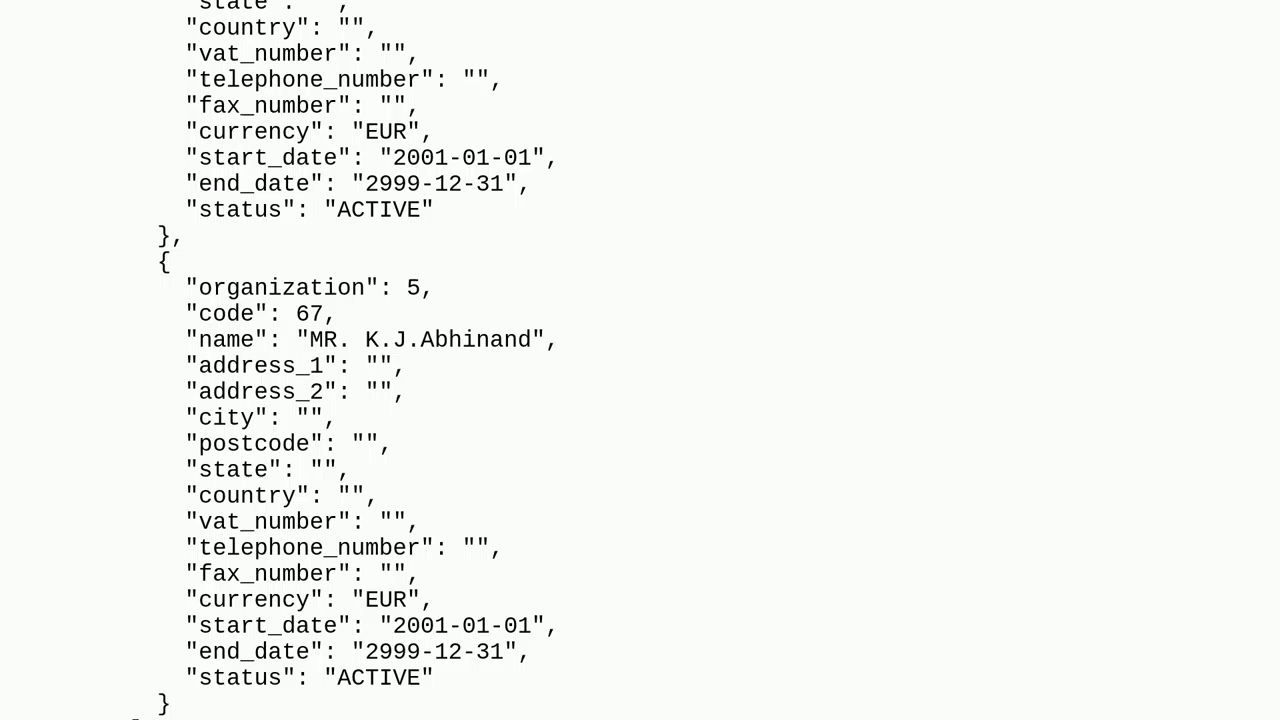 "state": "",
"country": "",
"vat_number": "",
"telephone_number": "",
"fax_number": "",
"currency": "EUR",
"start_date": "2001-01-01",
"end_date": "2999-12-31",
"status": "ACTIVE"
},
{
"organization": 5,
"code": 67,
"name": "MR. K.J.Abhinand",
"address_1": "",
"address_2": "",
"city": "",
"postcode": "",
"state": "",
"country": "",
"vat_number": "",
"telephone_number": "",
"fax_number": "",
"currency": "EUR",
"start_date": "2001-01-01",
"end_date": "2999-12-31",
"status": "ACTIVE"
}